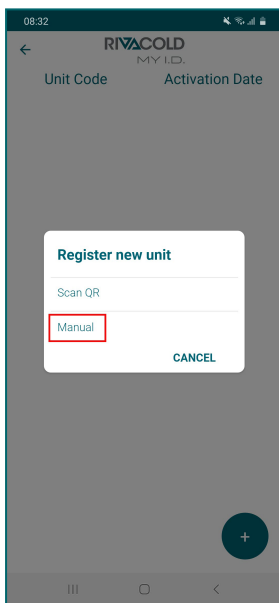 08:32
RIVACOLD
MY I.D.
Unit Code Activation Date
Register new unit
Scan QR
Manual
CANCEL
+